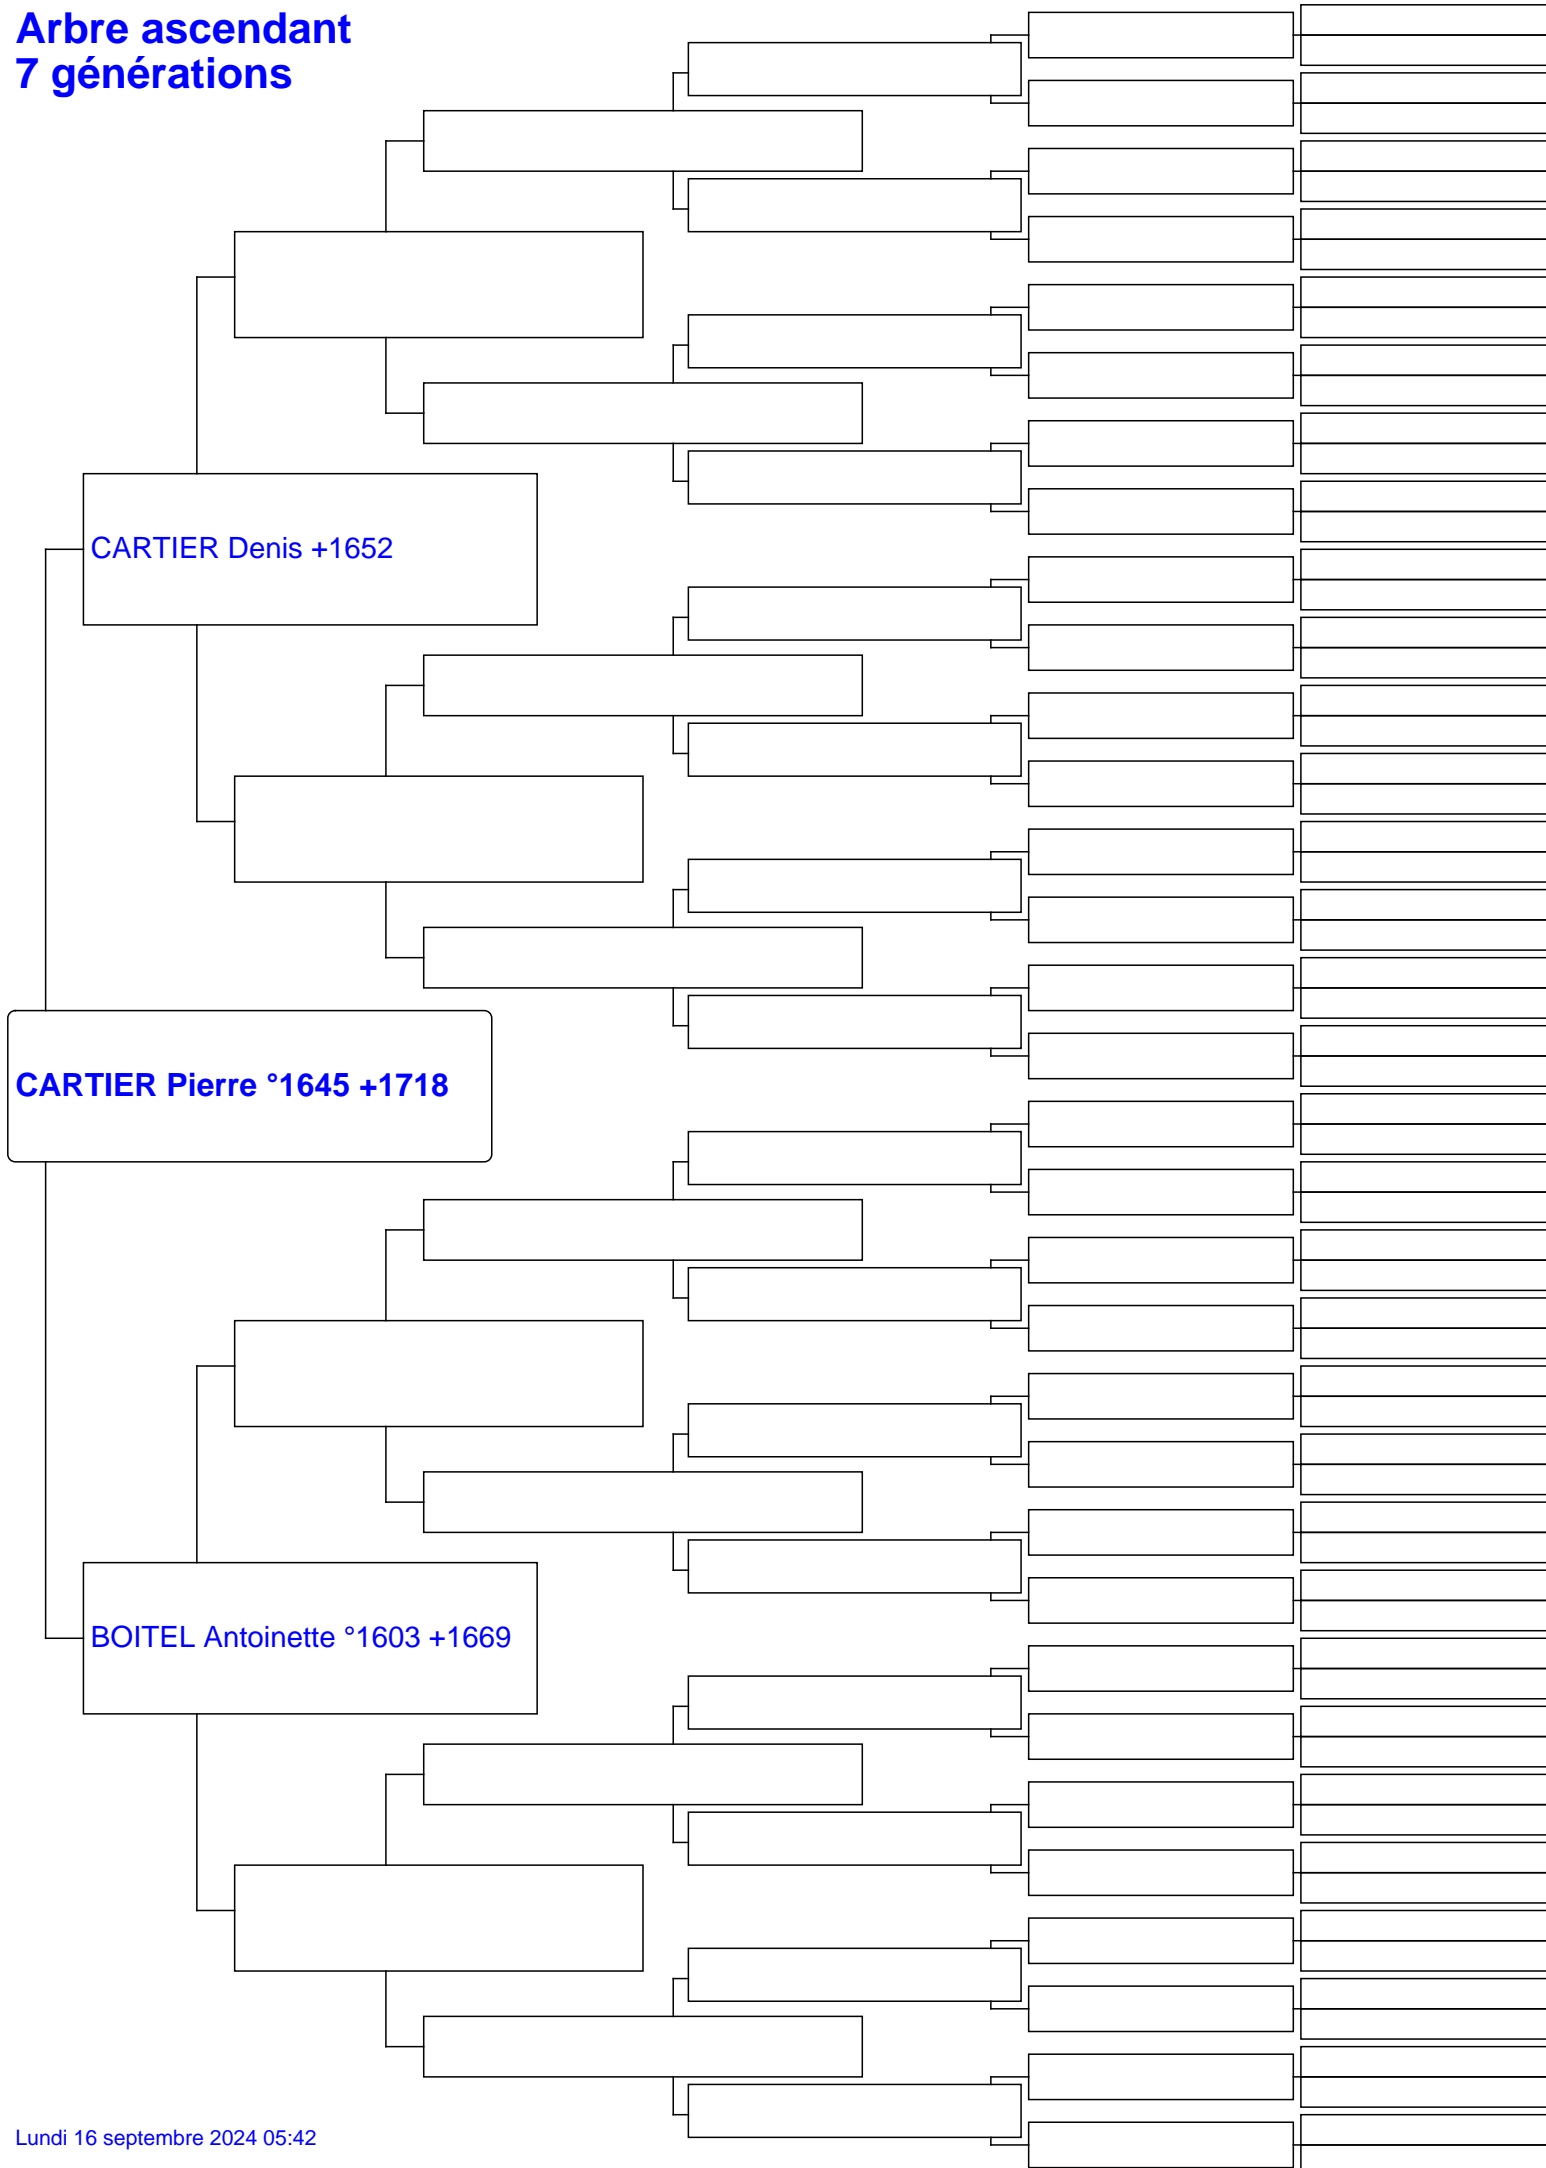 Arbre ascendant
7 générations
CARTIER Denis +1652
CARTIER Pierre °1645 +1718
BOITEL Antoinette °1603 +1669
Lundi 16 septembre 2024 05:42